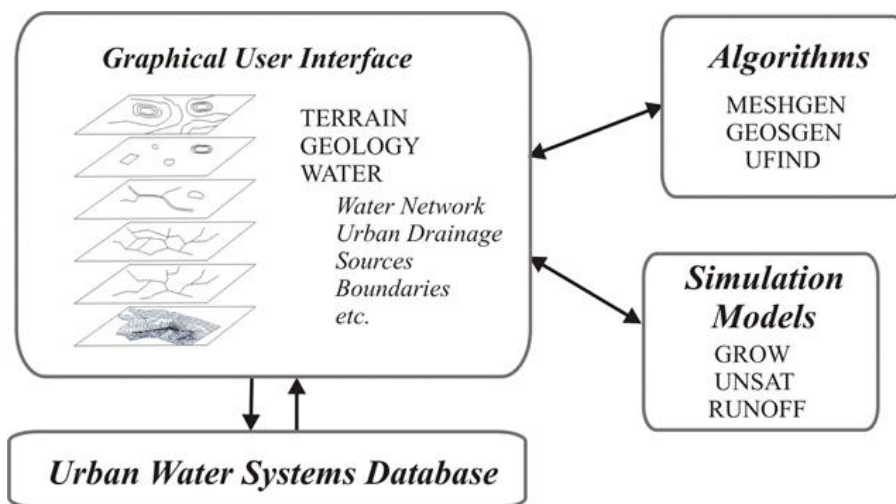 Graphical User Interface
TERRAIN
GEOLOGY
WATER
Water Network
Urban Drainage
Sources
Boundaries
etc.
Algorithms
MESHGEN
GEOSGEN
UFIND
Simulation
Models
GROW
UNSAT
RUNOFF
Urban Water Systems Database